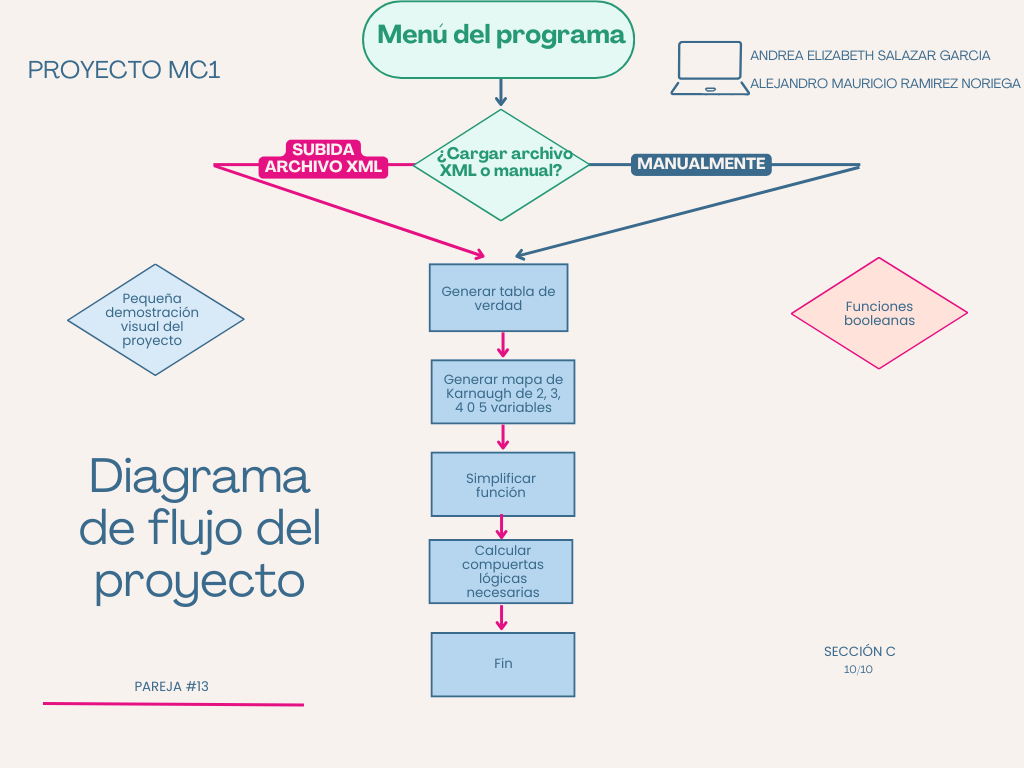 Menú del programa
PROYECTO MC1
ANDREA ELIZABETH SALAZAR GARCIA
ALEJANDRO MAURICIO RAMIREZ NORIEGA
¿Cargar archivo
XML o manual?
SUBIDA
ARCHIVO XML
MANUALMENTE
Generar tabla de
verdad
Pequeña
demostración
visual del
proyecto
Funciones
booleanas
Generar mapa de
Karnaugh de 2, 3,
4 0 5 variables
Simplificar
función
Calcular
compuertas
lógicas
necesarias
Fin
Diagrama
de flujo del
proyecto
PAREJA #13
SECCIÓN C
10/10